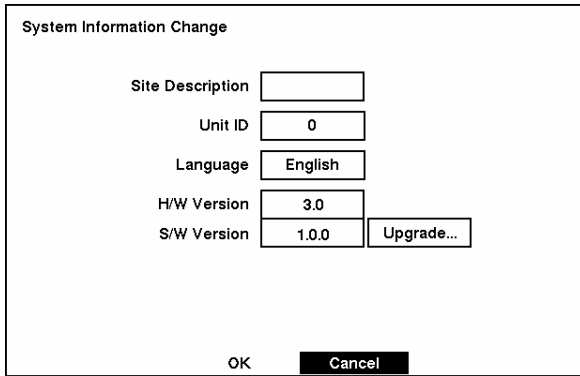 System Information Change
Site Description
Unit ID 0
Language English
H/W Version 3.0
S/W Version 1.0.0 Upgrade...
OK Cancel